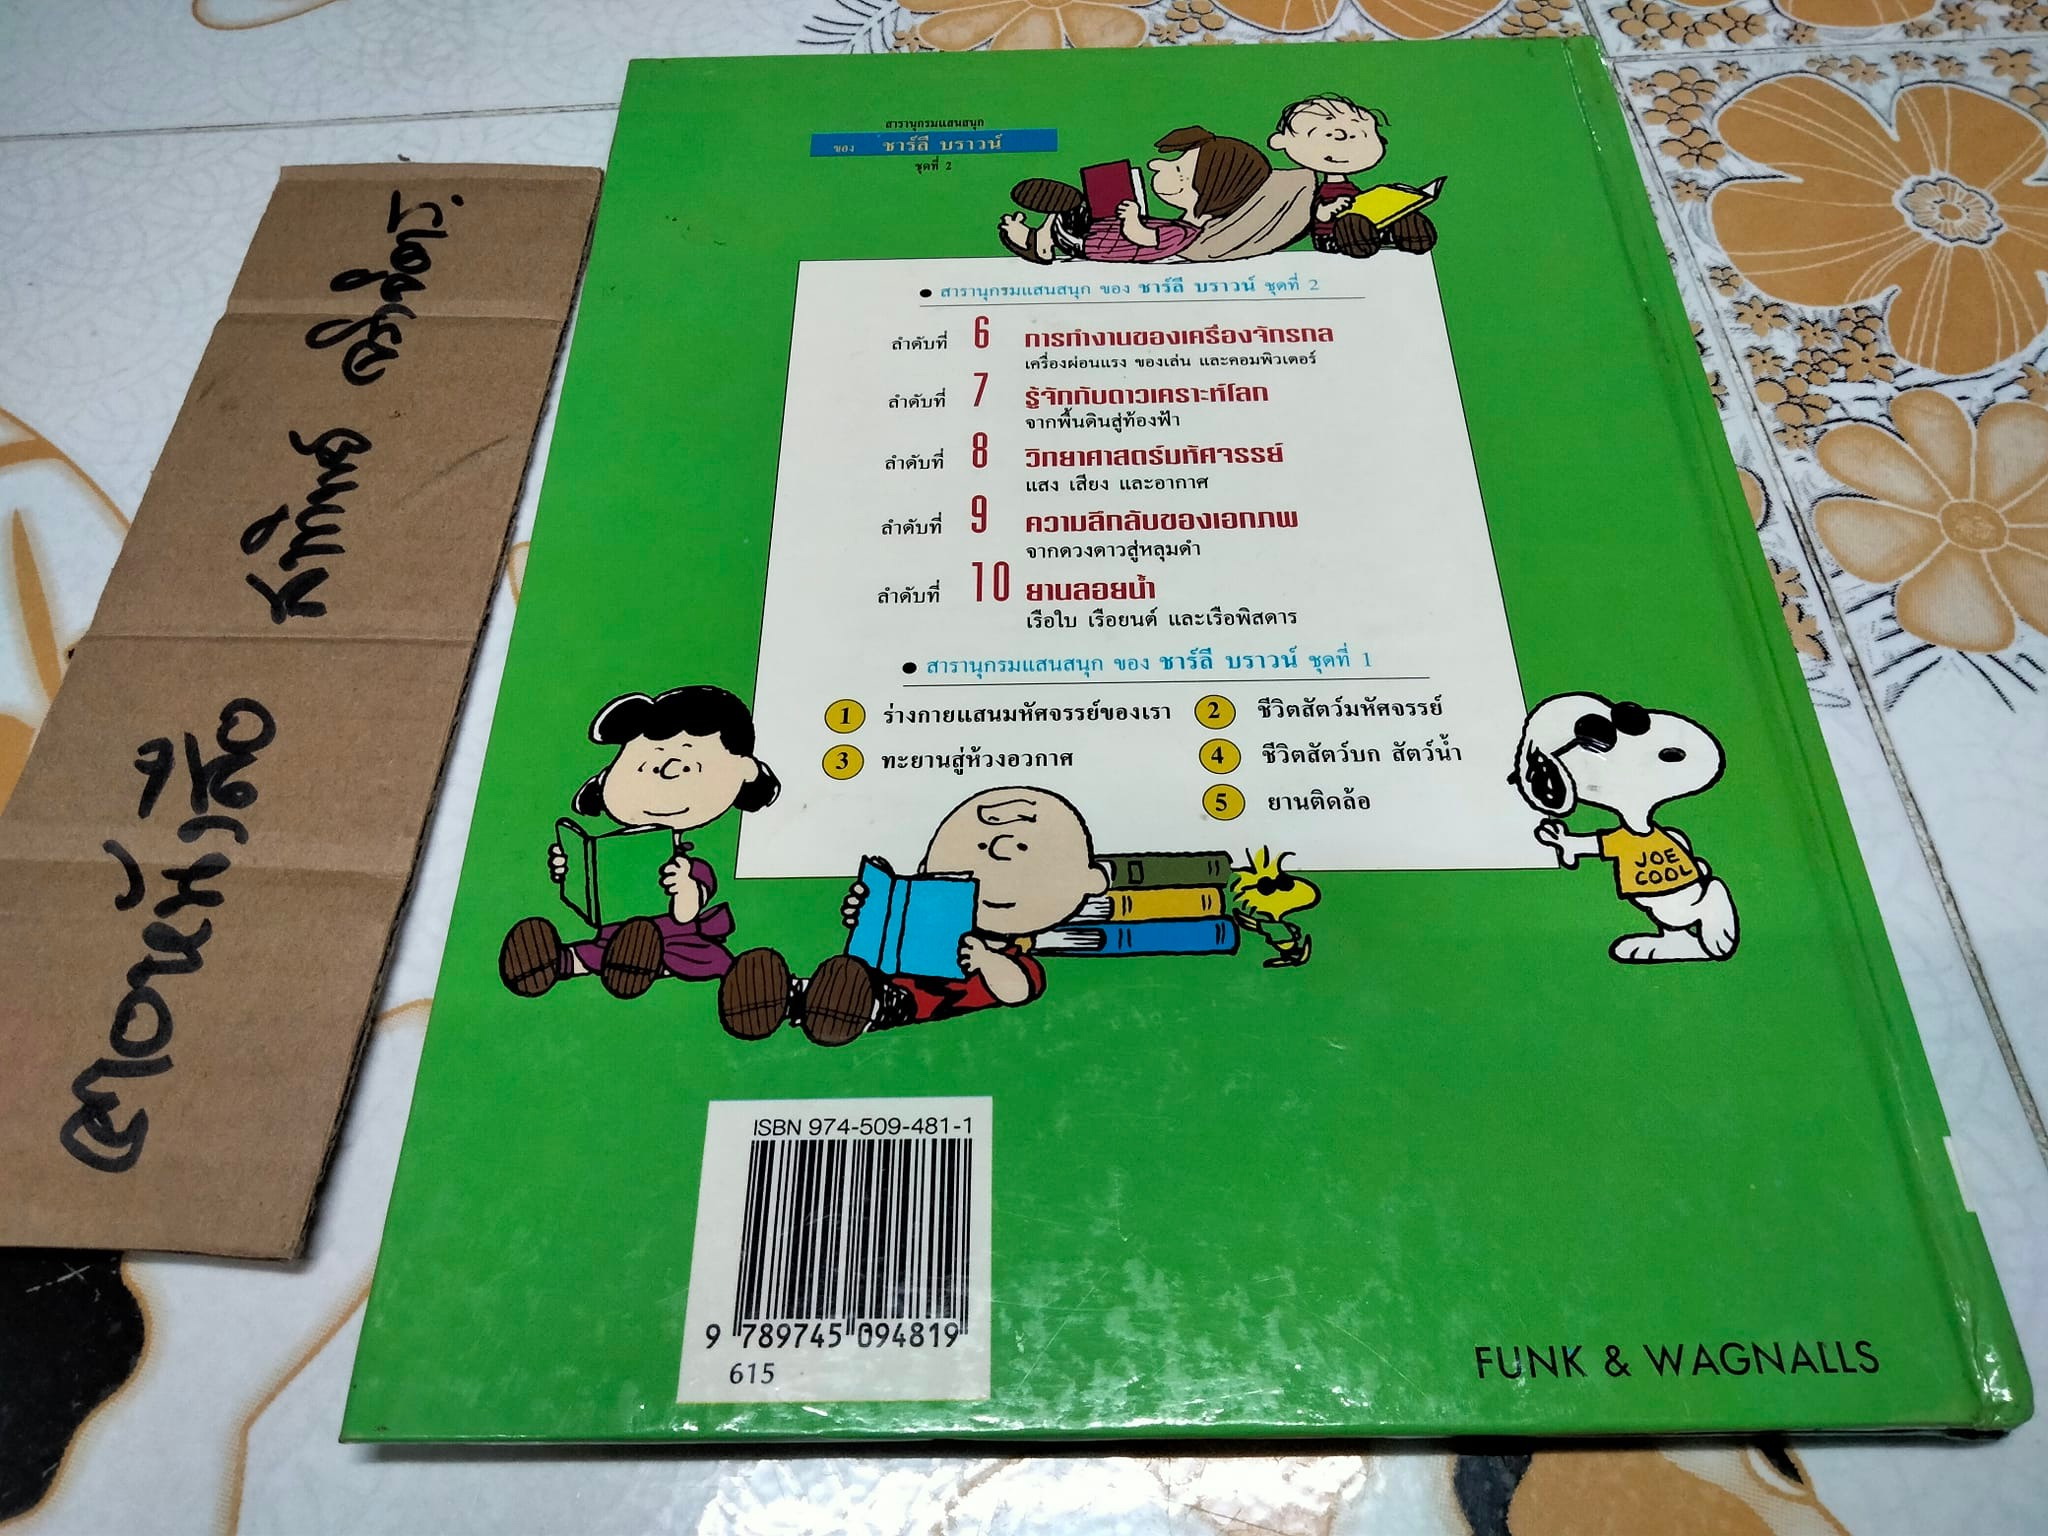 สารานุกรมแสนสนุก
ของ ชาร์ลี บราวน์
ชุดที่ 2
สารานุกรมแสนสนุก ของ ชาร์ลี บราวน์ ชุดที่ 2
ลำดับที่ 6 การทำงานของเครื่องจักรกล
เครื่องผ่อนแรง ของเล่น และคอมพิวเตอร์
ลำดับที่ 7 รู้จักกับดาวเคราะห์โลก
จากพื้นดินสู่ท้องฟ้า
ลำดับที่ 8 วิทยาศาสตร์มหัศจรรย์
แสง เสียง และอากาศ
ลำดับที่ 9 ความลึกลับของเอกภพ
จากดวงดาวสู่หลุมดำ
ลำดับที่ 10 ยานลอยน้ำ
เรือใบ เรือยนต์ และเรือพิสดาร
สารานุกรมแสนสนุก ของ ชาร์ลี บราวน์ ชุดที่ 1
1 ร่างกายแสนมหัศจรรย์ของเรา 2 ชีวิตสัตว์มหัศจรรย์
3 ทะยานสู่ห้วงอวกาศ 4 ชีวิตสัตว์บก สัตว์น้ำ
5 ยานติดล้อ
JOE
COOL
ISBN 974-509-481-1
9 789745 094819
615
FUNK & WAGNALLS